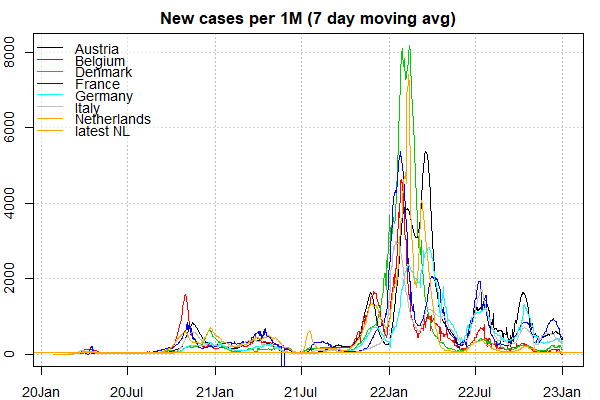 New cases per 1M (7 day moving avg)
8000
6000
4000
2000
0
Austria
Belgium
Denmark
France
Germany
Italy
Netherlands
latest NL
20Jan 20Jul 21Jan 21Jul 22Jan 22Jul 23Jan